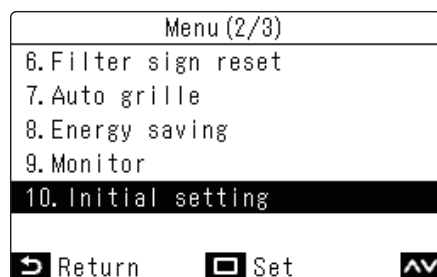 Menu(2/3)
6.Filter sign reset
7.Auto grille
8.Energy saving
9.Monitor
10.Initial setting
Return Set